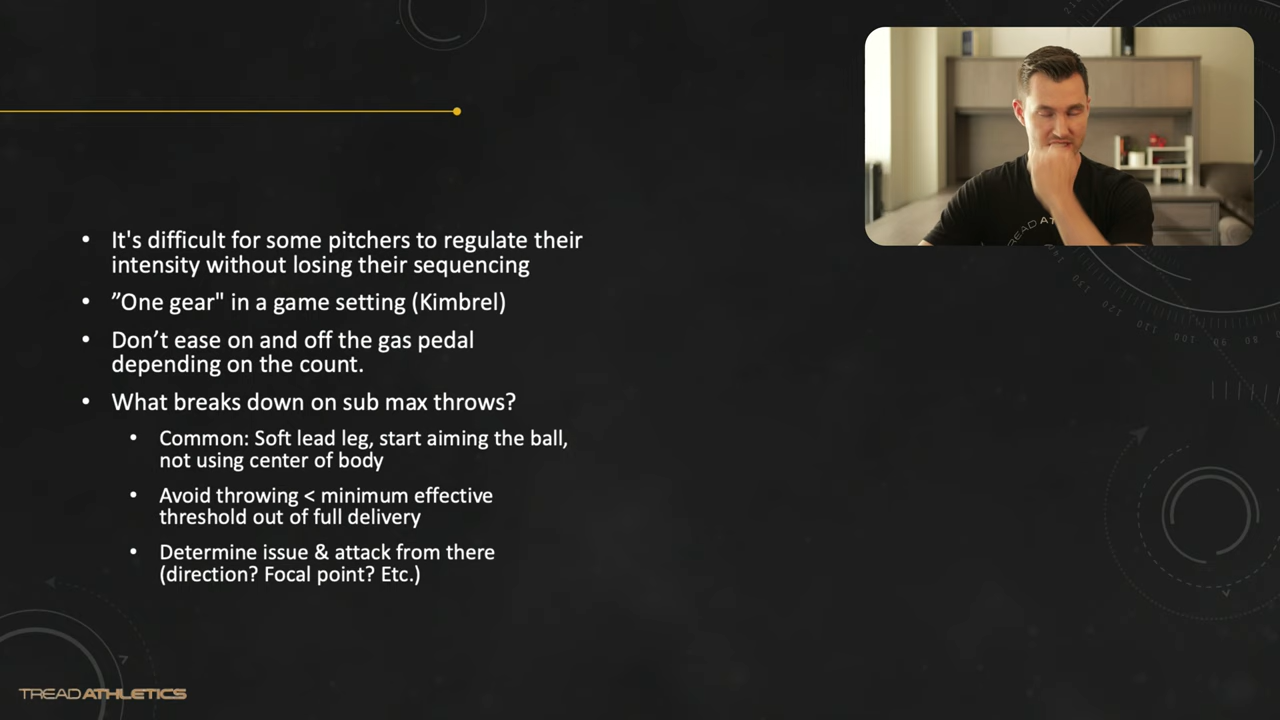 • It's difficult for some pitchers to regulate their
intensity without losing their sequencing
• ”One gear" in a game setting (Kimbrel)
• Don’t ease on and off the gas pedal
depending on the count.
• What breaks down on sub max throws?
• Common: Soft lead leg, start aiming the ball,
not using center of body
• Avoid throwing < minimum effective
threshold out of full delivery
• Determine issue & attack from there
(direction? Focal point? Etc.)
TREADATHLETICS